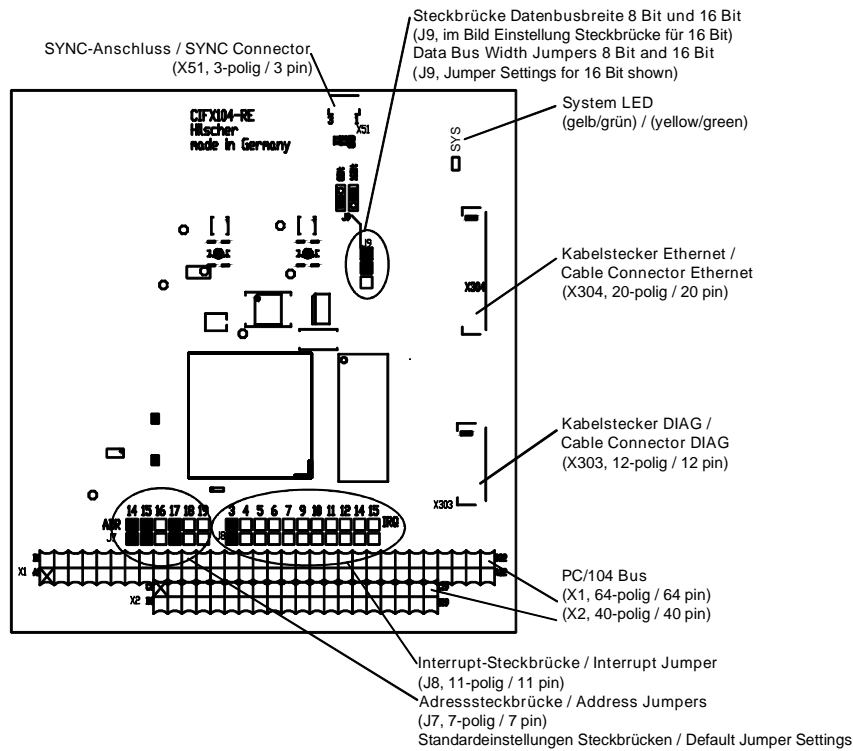 Steckbrücke Datenbusbreite 8 Bit und 16 Bit
(J9, im Bild Einstellung Steckbrücke für 16 Bit)
Data Bus Width Jumpers 8 Bit and 16 Bit
(J9, Jumper Settings for 16 Bit shown)
SYNC-Anschluss / SYNC Connector
(X51, 3-polig / 3 pin)
System LED
(gelb/grün) / (yellow/green)
CIFX104-RE
Hilscher
made in Germany
3 1
X51
SYS
J9
Kabelstecker Ethernet /
Cable Connector Ethernet
(X304, 20-polig / 20 pin)
X304
Kabelstecker DIAG /
Cable Connector DIAG
(X303, 12-polig / 12 pin)
X303
14 15 16 17 18 19
ADR
J7
3 4 5 6 7 9 10 11 12 14 15
IRQ
J8
X1
X2
PC/104 Bus
(X1, 64-polig / 64 pin)
(X2, 40-polig / 40 pin)
Interrupt-Steckbrücke / Interrupt Jumper
(J8, 11-polig / 11 pin)
Adresssteckbrücke / Address Jumpers
(J7, 7-polig / 7 pin)
Standardeinstellungen Steckbrücken / Default Jumper Settings